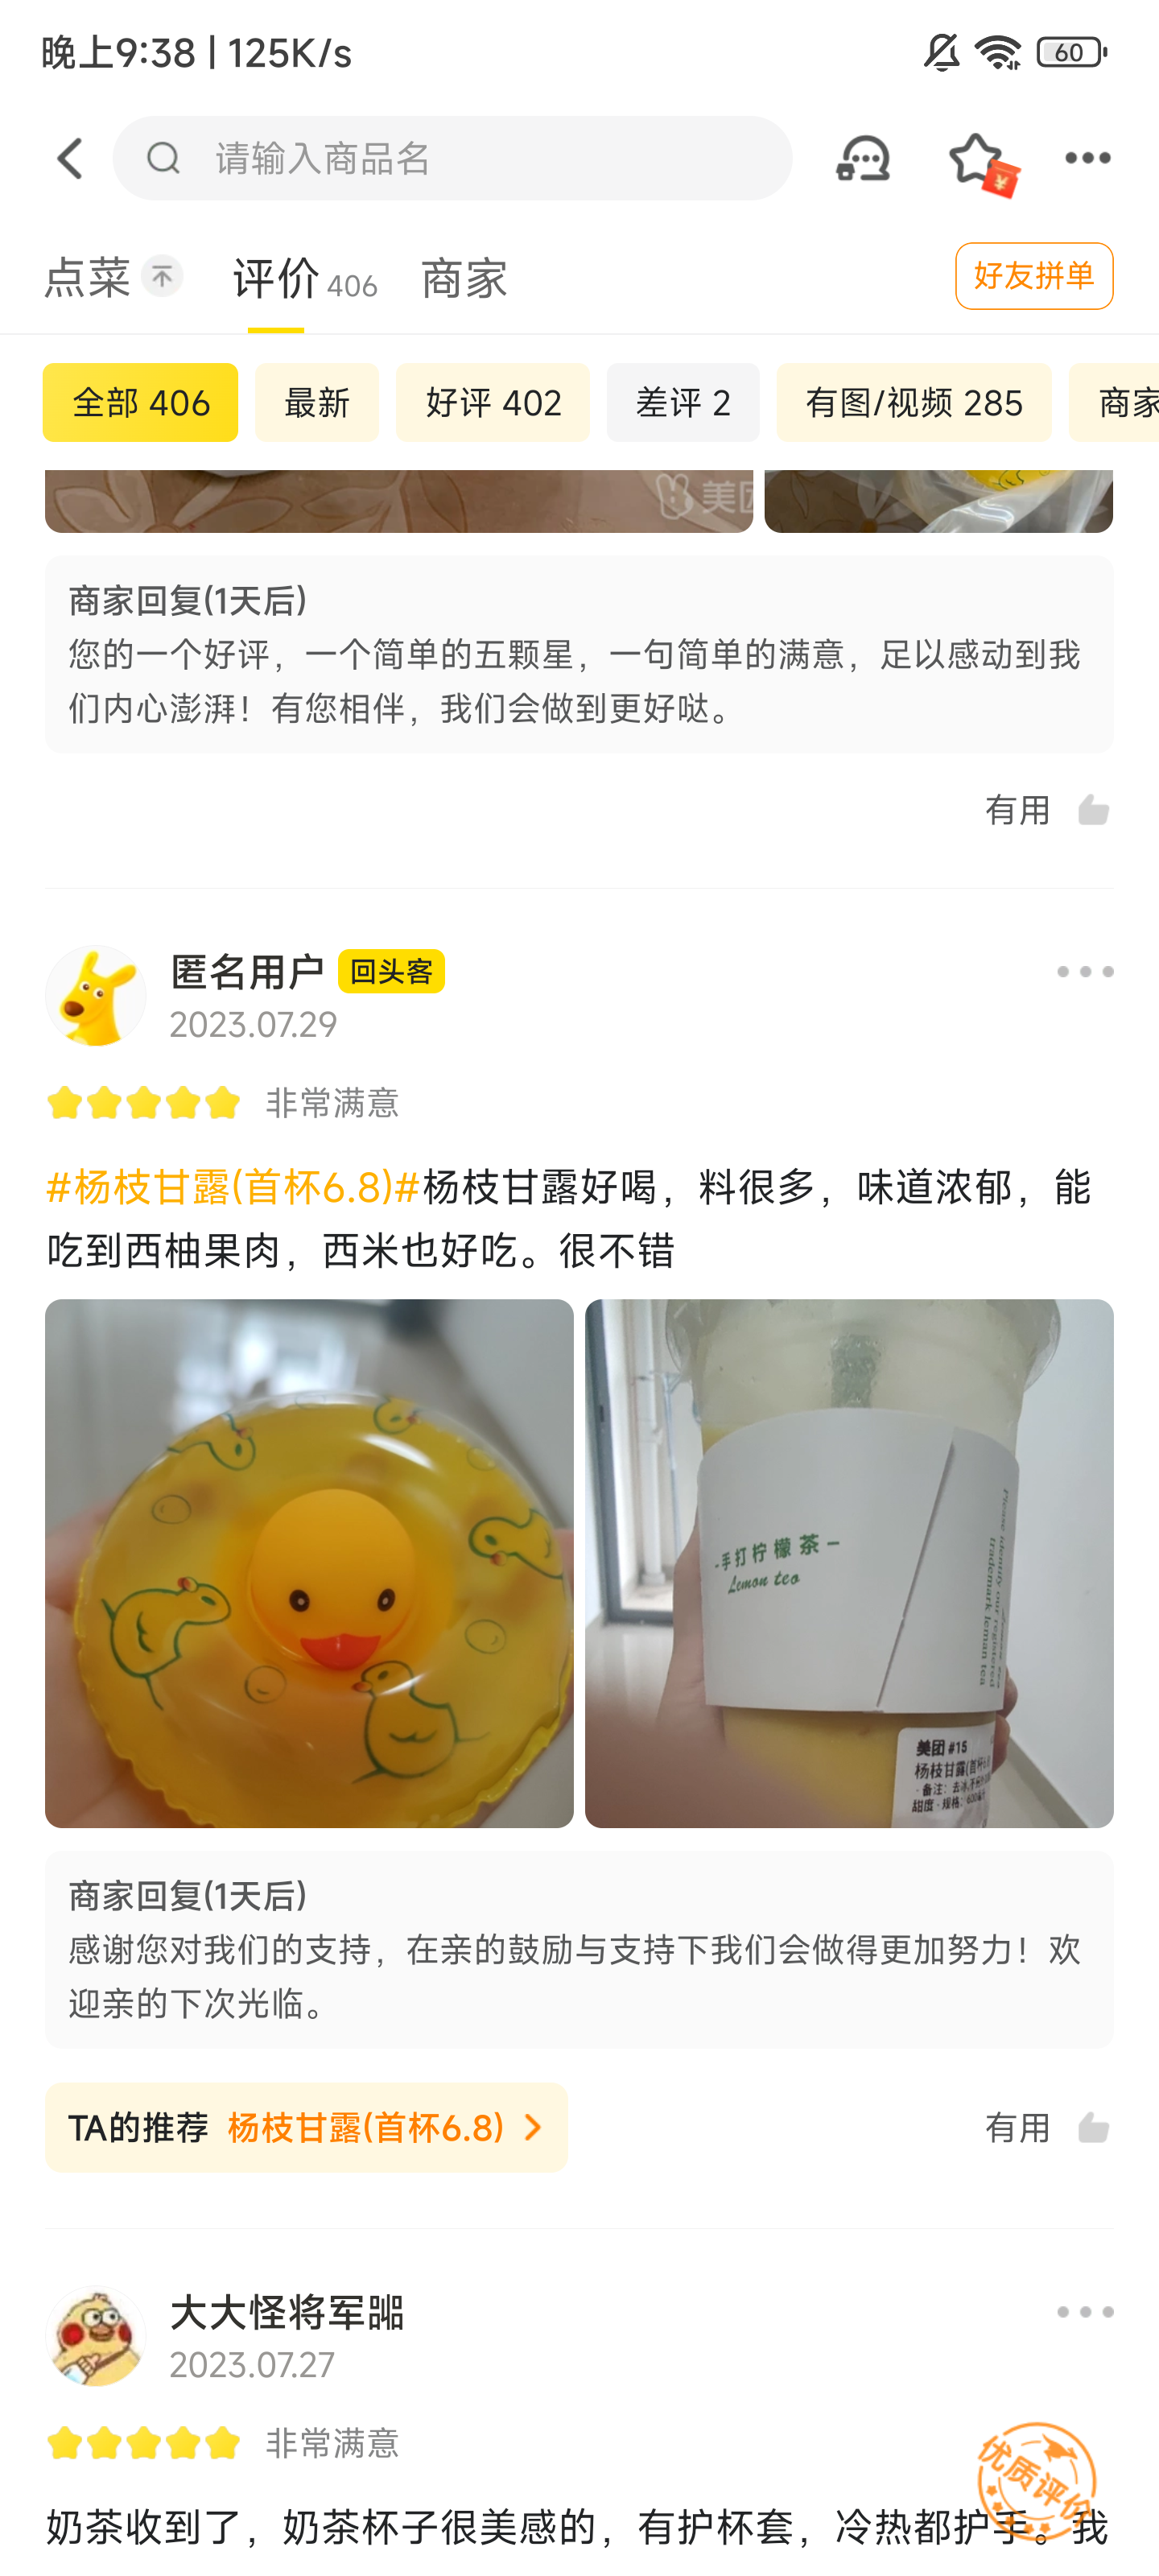 晚上9:38 | 125K/s
60
请输入商品名
点菜
评价 406
商家
好友拼单
全部 406
最新
好评 402
差评 2
有图/视频 285
商家
美团
商家回复(1天后)
您的一个好评，一个简单的五颗星，一句简单的满意，足以感动到我
们内心澎湃！有您相伴，我们会做到更好哒。
有用
匿名用户 回头客
2023.07.29
非常满意
#杨枝甘露(首杯6.8)#杨枝甘露好喝，料很多，味道浓郁，能
吃到西柚果肉，西米也好吃。很不错
茶
-手打柠檬茶-
Lemon tea
Please identify our registered
trademark leman tea
美团 #15
杨枝甘露(首杯6.8
·备注：去冰
甜度·规格：600
商家回复(1天后)
感谢您对我们的支持，在亲的鼓励与支持下我们会做得更加努力！欢
迎亲的下次光临。
TA的推荐 杨枝甘露(首杯6.8)
有用
大大怪将军
2023.07.27
非常满意
优质评价
奶茶收到了，奶茶杯子很美感的，有护杯套，冷热都护手。我